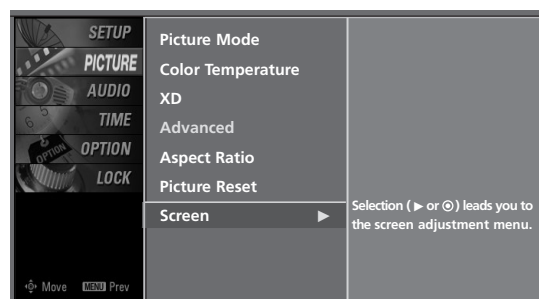 SETUP
PICTURE
AUDIO
TIME
OPTION
LOCK
Move MENU Prev
Picture Mode
Color Temperature
XD
Advanced
Aspect Ratio
Picture Reset
Screen ▶
Selection ( ▶ or ◉ ) leads you to
the screen adjustment menu.